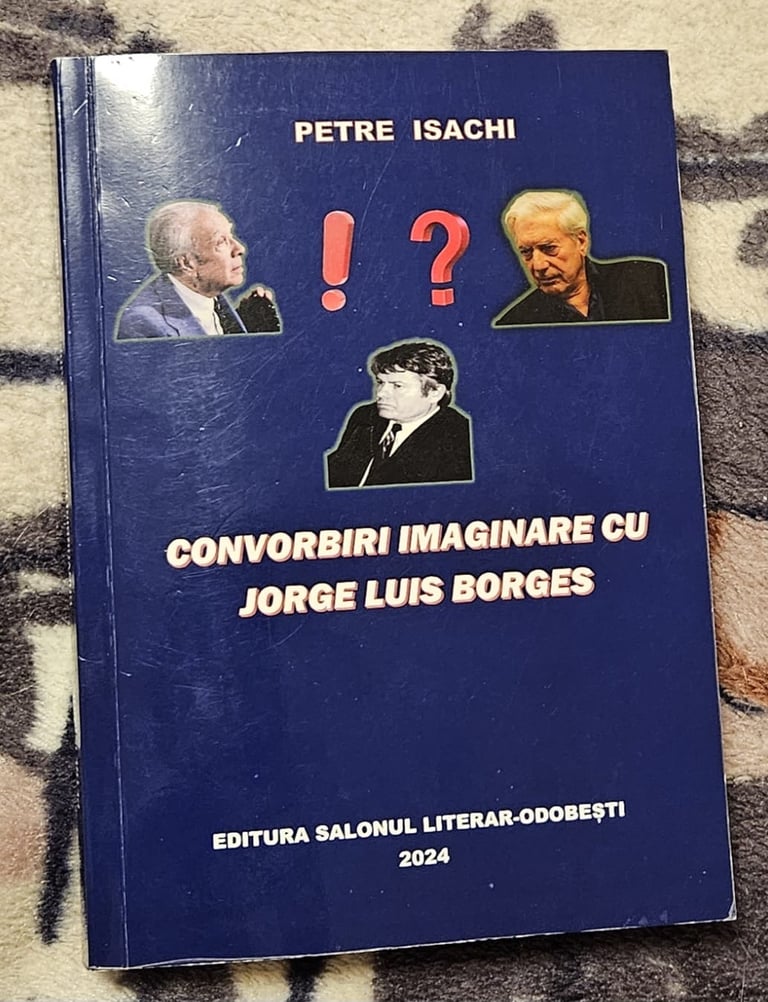 PETRE ISACHI
! ?
CONVORBIRI IMAGINARE CU
JORGE LUIS BORGES
EDITURA SALONUL LITERAR-ODOBEȘTI
2024